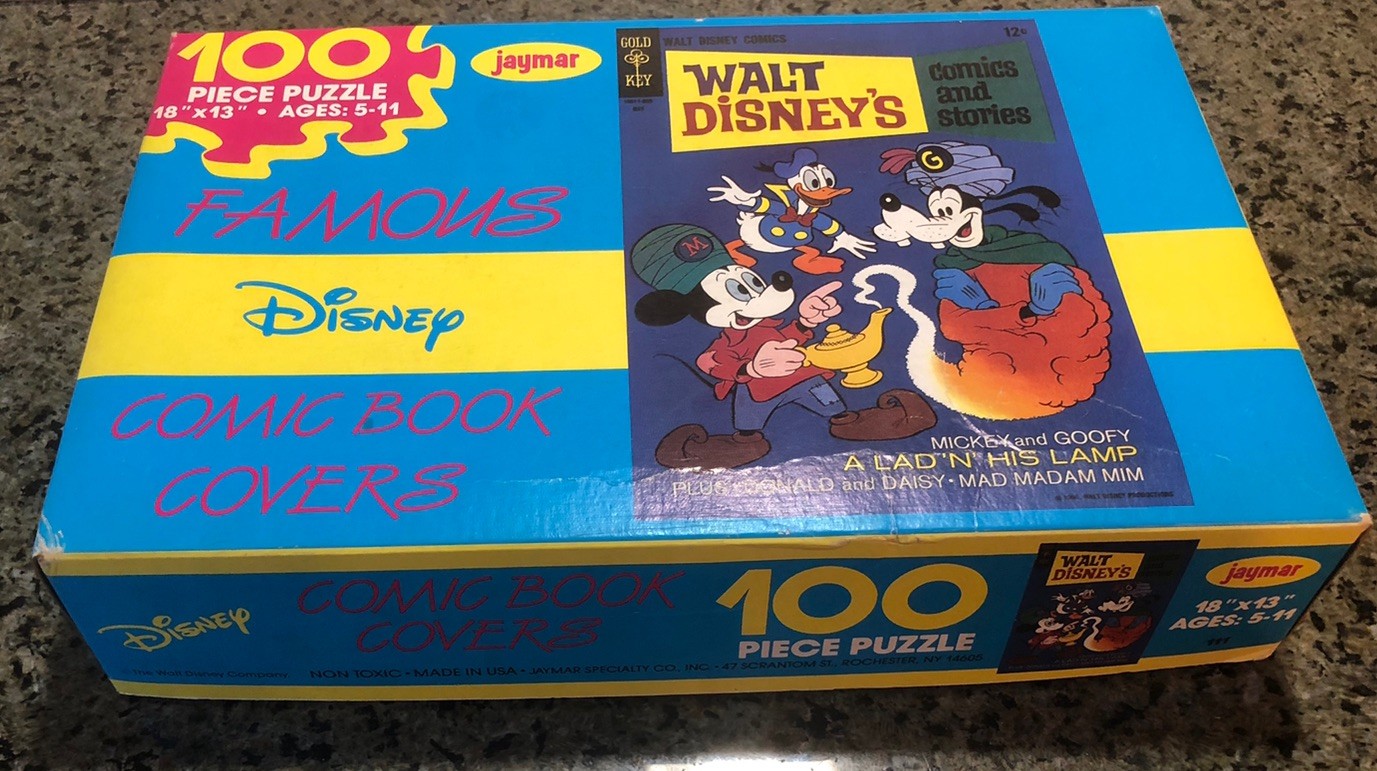 100
PIECE PUZZLE
18"x13" • AGES: 5-11
jaymar
FAMOUS
DISNEY
COMIC BOOK
COVERS
GOLD
KEY
WALT DISNEY COMICS
12¢
WALT
DISNEY'S
comics
and
stories
G
M
MICKEY and GOOFY
A LAD 'N' HIS LAMP
PLUS DONALD and DAISY • MAD MADAM MIM
WALT DISNEY PRODUCTIONS
DISNEY
COMIC BOOK
COVERS
100
PIECE PUZZLE
WALT
DISNEY'S
jaymar
18"x13"
AGES: 5-11
The Walt Disney Company.
NON TOXIC • MADE IN USA • JAYMAR SPECIALTY CO. INC. • 47 SCRANTOM ST., ROCHESTER, NY 14605